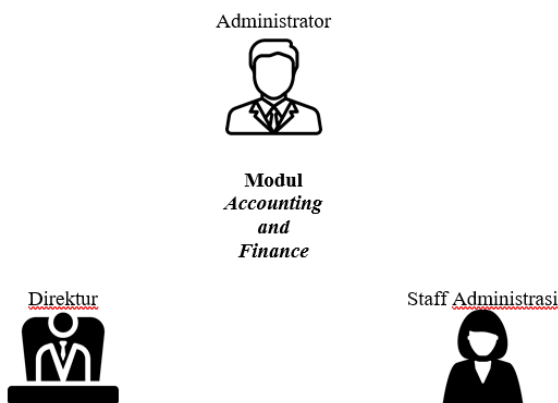 Administrator
Modul
Accounting
and
Finance
Direktur
Staff Administrasi